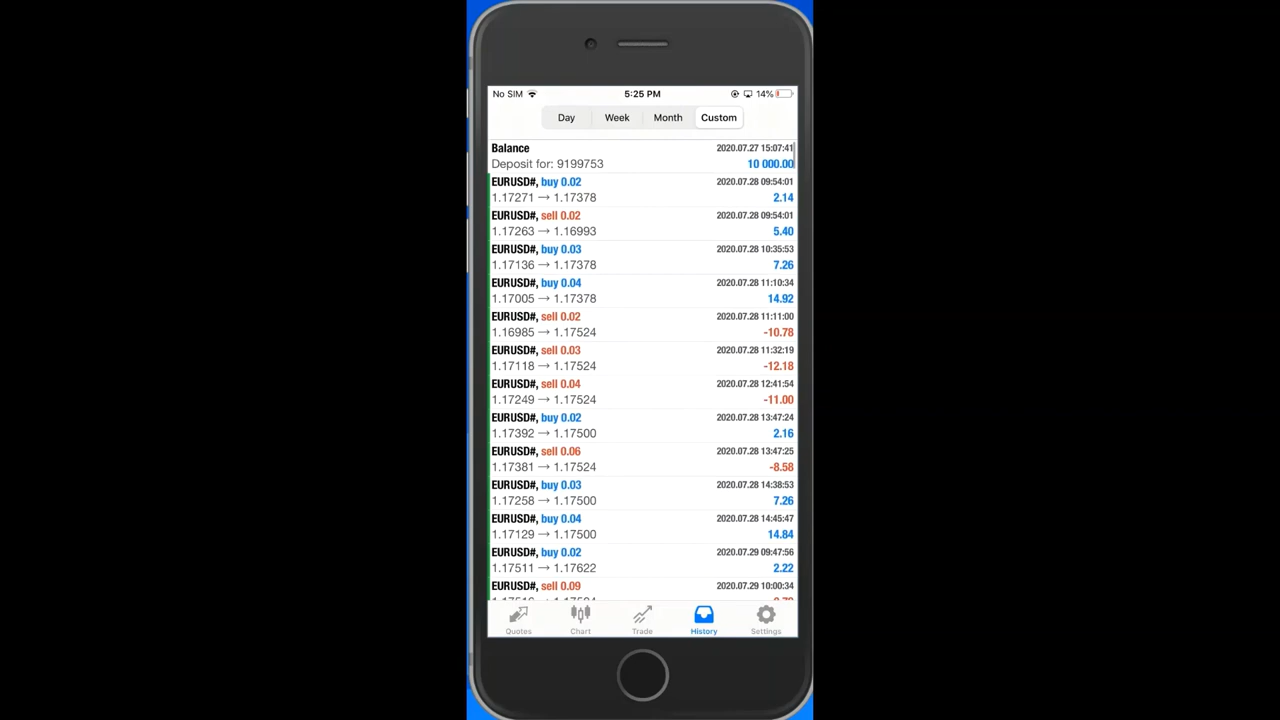 No SIM 5:25 PM 14%
Day Week Month Custom
Balance 2020.07.27 15:07:41
Deposit for: 9199753 10 000.00
EURUSD#, buy 0.02 2020.07.28 09:54:01
1.17271 → 1.17378 2.14
EURUSD#, sell 0.02 2020.07.28 09:54:01
1.17263 → 1.16993 5.40
EURUSD#, buy 0.03 2020.07.28 10:35:53
1.17136 → 1.17378 7.26
EURUSD#, buy 0.04 2020.07.28 11:10:34
1.17005 → 1.17378 14.92
EURUSD#, sell 0.02 2020.07.28 11:11:00
1.16985 → 1.17524 -10.78
EURUSD#, sell 0.03 2020.07.28 11:32:19
1.17118 → 1.17524 -12.18
EURUSD#, sell 0.04 2020.07.28 12:41:54
1.17249 → 1.17524 -11.00
EURUSD#, buy 0.02 2020.07.28 13:47:24
1.17392 → 1.17500 2.16
EURUSD#, sell 0.06 2020.07.28 13:47:25
1.17381 → 1.17524 -8.58
EURUSD#, buy 0.03 2020.07.28 14:38:53
1.17258 → 1.17500 7.26
EURUSD#, buy 0.04 2020.07.28 14:45:47
1.17129 → 1.17500 14.84
EURUSD#, buy 0.02 2020.07.29 09:47:56
1.17511 → 1.17622 2.22
EURUSD#, sell 0.09 2020.07.29 10:00:34
Quotes Chart Trade History Settings